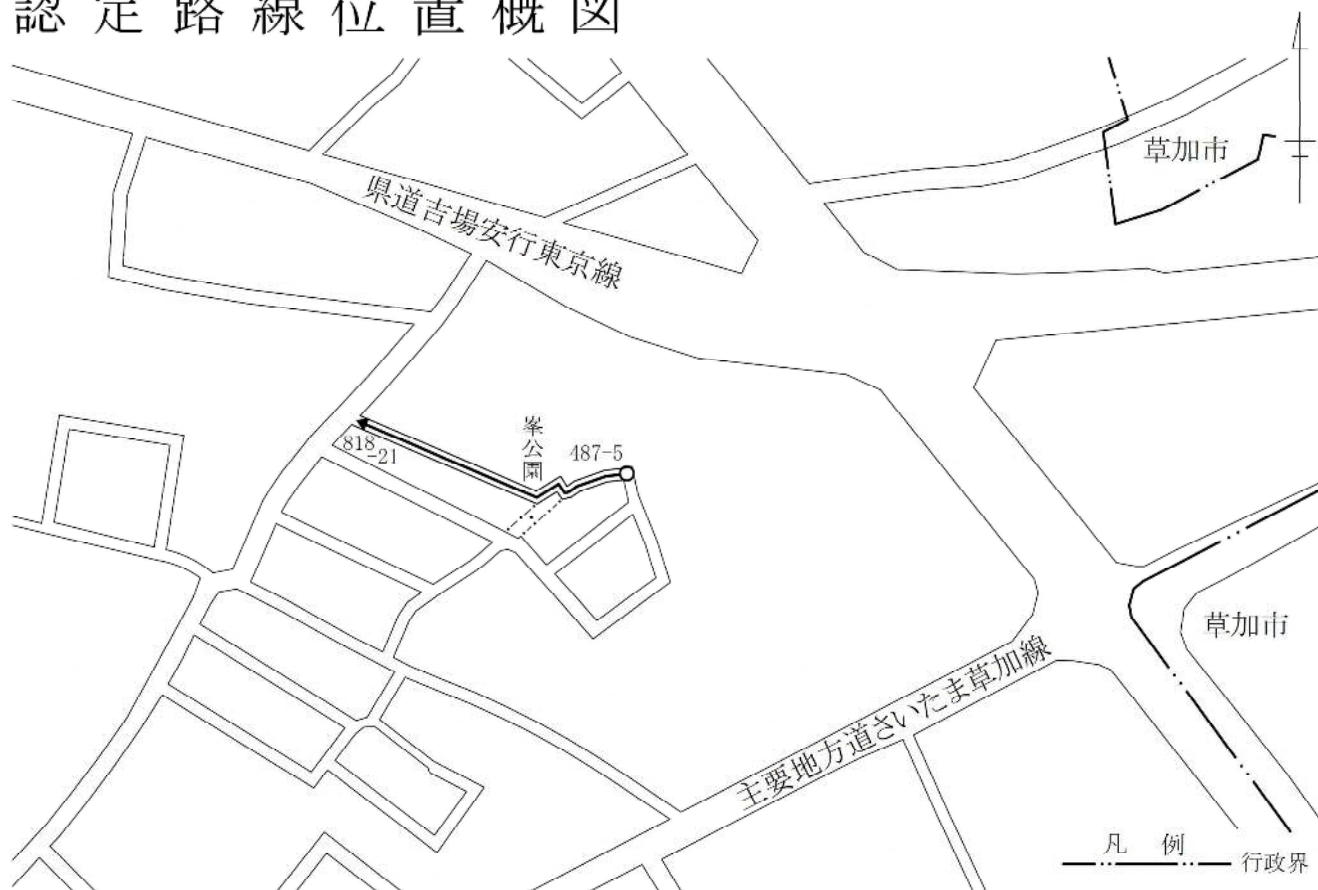 認定路線位置概図
草加市
県道吉場安行東京線
峯公園
487-5
818
-21
草加市
主要地方道さいたま草加線
凡例
行政界